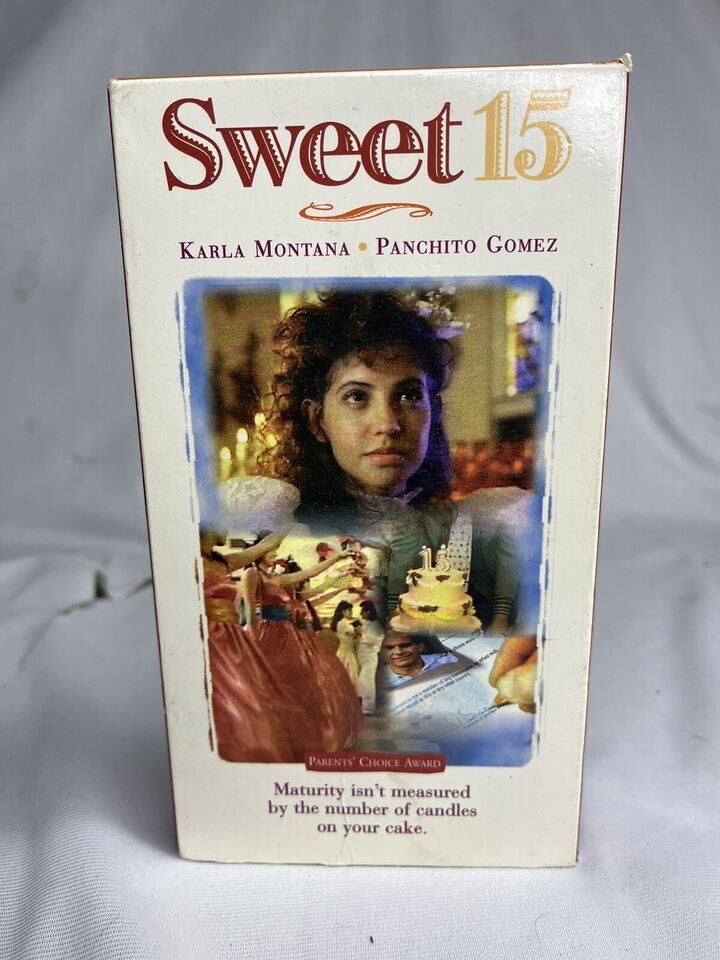 Sweet 15
KARLA MONTANA • PANCHITO GOMEZ
15
PARENTS' CHOICE AWARD
Maturity isn't measured
by the number of candles
on your cake.